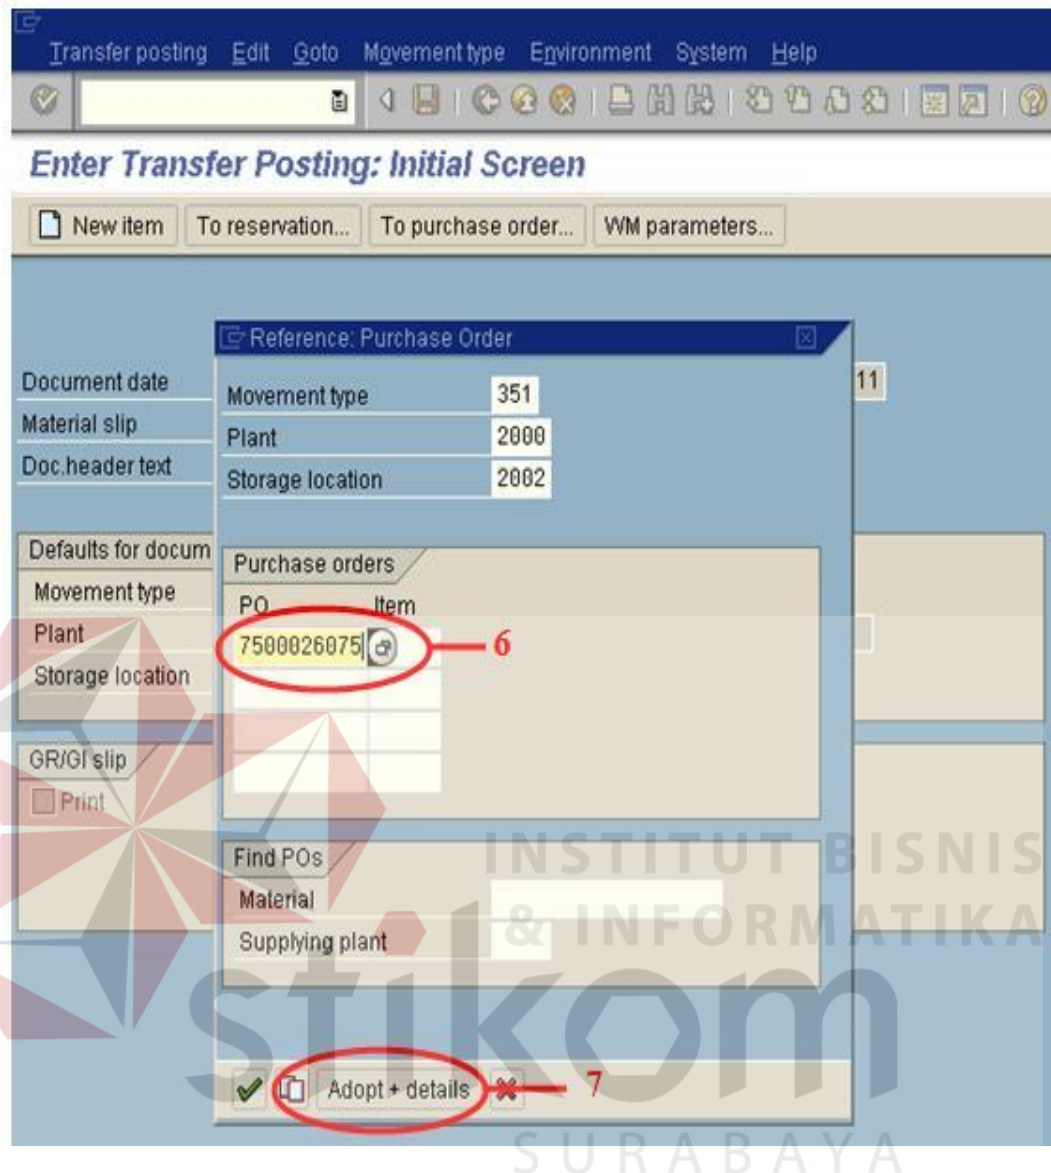 Transfer posting Edit Goto Movement type Environment System Help
Enter Transfer Posting: Initial Screen
New item To reservation... To purchase order... WM parameters...
Reference: Purchase Order
Document date 11
Material slip
Doc.header text
Movement type 351
Plant 2000
Storage location 2002
Defaults for docum
Movement type
Plant
Storage location
Purchase orders
PO Item
7500026075 6
GR/GI slip
Print
Find POs
Material
Supplying plant
Adopt + details 7
INSTITUT BISNIS
& INFORMATIKA
stikom
SURABAYA